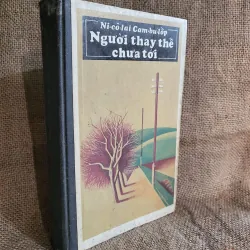 Ni-cô-lai Cam-bu-lốp
Người thay thế
chưa tới